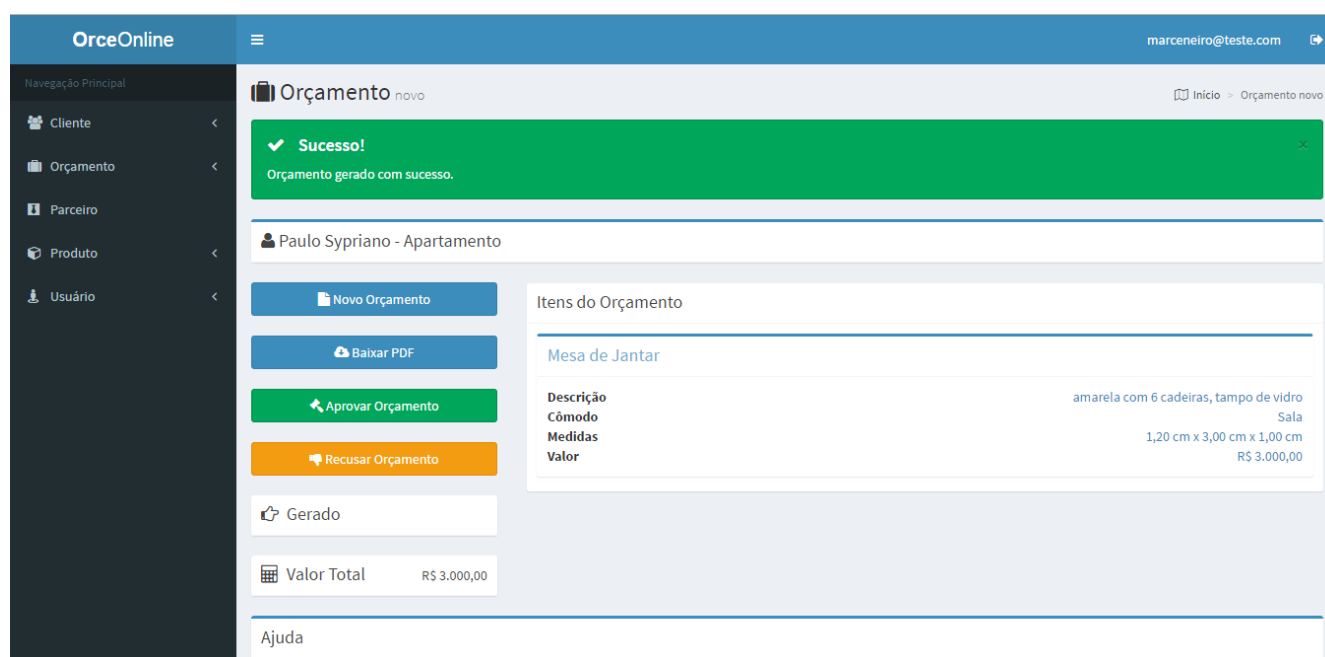 OrceOnline
marceneiro@teste.com
Navegação Principal
Cliente
Orçamento
Parceiro
Produto
Usuário
Orçamento novo
Início > Orçamento novo
Sucesso!
×
Orçamento gerado com sucesso.
Paulo Sypriano - Apartamento
Novo Orçamento
Baixar PDF
Aprovar Orçamento
Recusar Orçamento
Gerado
Valor Total R$ 3.000,00
Itens do Orçamento
Mesa de Jantar
Descrição amarela com 6 cadeiras, tampo de vidro
Cômodo Sala
Medidas 1,20 cm x 3,00 cm x 1,00 cm
Valor R$ 3.000,00
Ajuda